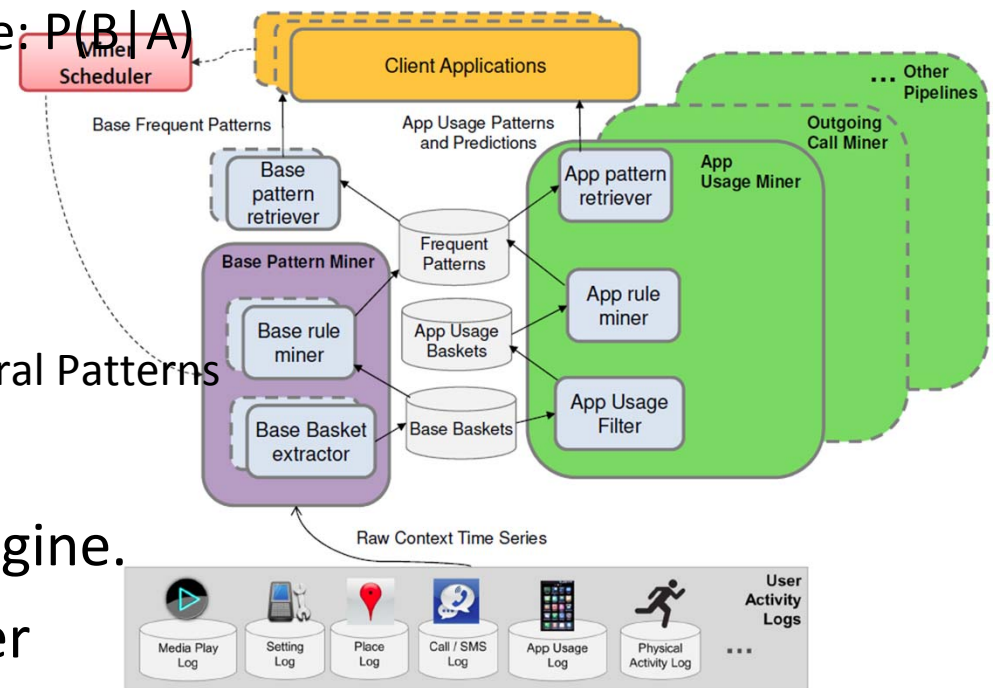 e: P(B|A)
Miner
Scheduler
Client Applications
... Other
Pipelines
Base Frequent Patterns
App Usage Patterns
and Predictions
Outgoing
Call Miner
Base
pattern
retriever
App pattern
retriever
App
Usage Miner
Frequent
Patterns
Base Pattern Miner
App rule
miner
Base rule
miner
App Usage
Baskets
ral Patterns
App Usage
Filter
Base Basket
extractor
Base Baskets
gine.
Raw Context Time Series
er
User
Activity
Logs
Media Play
Log
Setting
Log
Place
Log
Call / SMS
Log
App Usage
Log
Physical
Activity Log
...